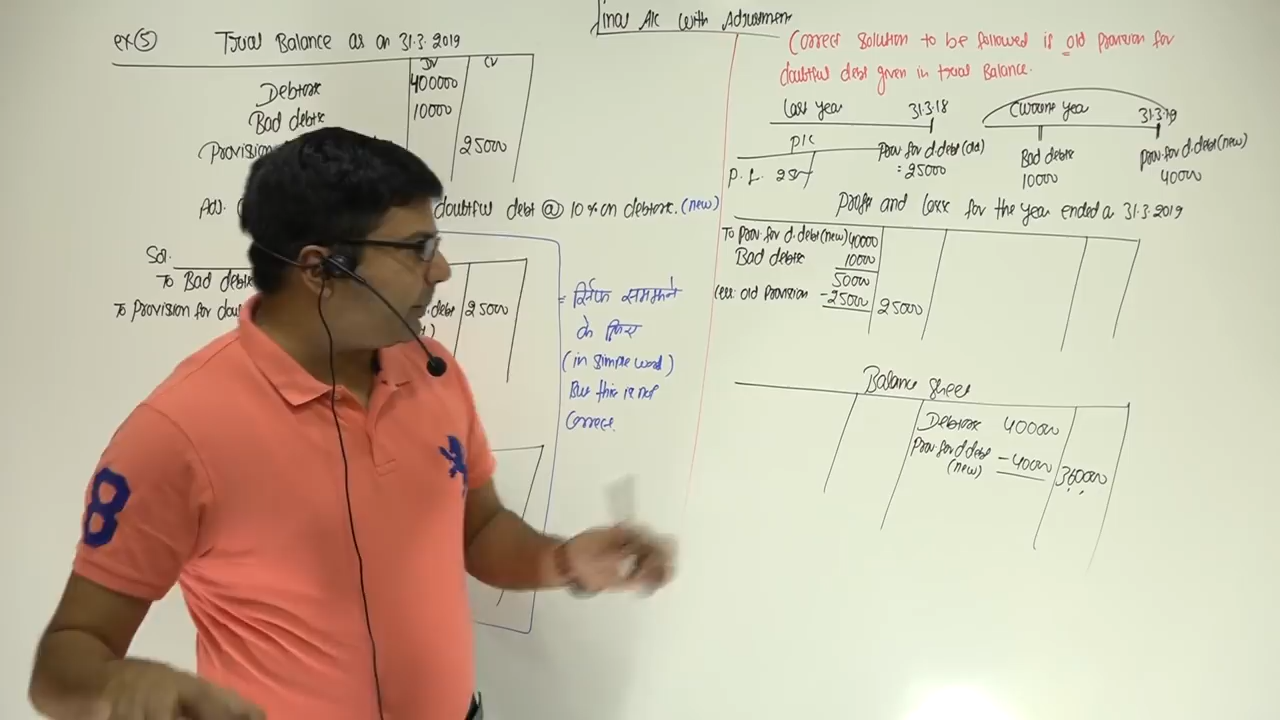 Final A/c with Adjustment
ex(5) Trial Balance as on 31.3.2019
Dr Cr
Debtors 400000
Bad debts 10000
Provision 25000
Adj. doubtful debt @ 10% on debtors. (new)
Sol.
To Bad debts
To Provision for dou debt 25000
= सिर्फ समझने
के लिए
(in simple word)
But this is not
Correct.
Correct solution to be followed is old provision for
doubtful debt given in trial Balance.
last year 31.3.18
P/L Prov. for d. debt (old)
P.L. = 25000
Current year 31.3.19
Bad debts Prov. for d. debt (new)
10000 40000
Profit and loss for the year ended a 31.3.2019
To Prov. for d. debt (new) 40000
Bad debts 10000
50000
less: old provision -25000 25000
Balance sheet
Debtors 400000
Prov. for d debt
(new) -40000 360000
8